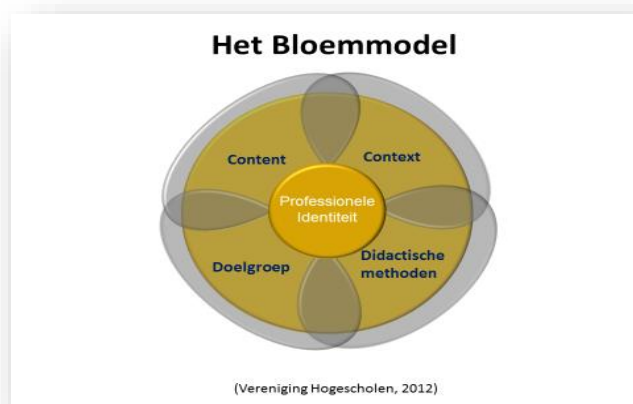 Het Bloemmodel
Content
Context
Professionele
Identiteit
Doelgroep
Didactische
methoden
(Vereniging Hogescholen, 2012)